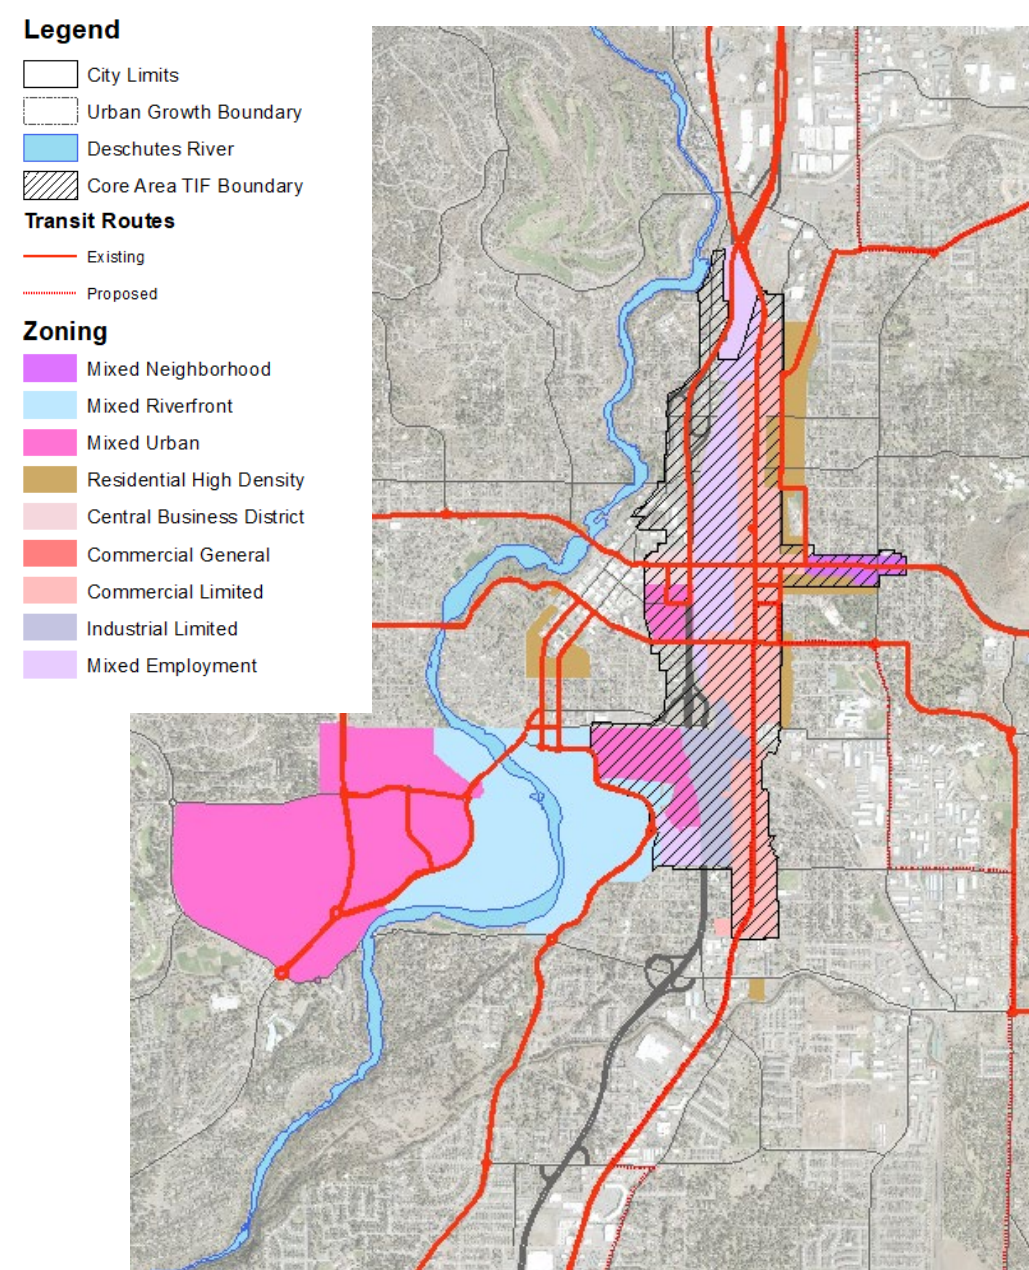 Legend
City Limits
Urban Growth Boundary
Deschutes River
Core Area TIF Boundary
Transit Routes
Existing
Proposed
Zoning
Mixed Neighborhood
Mixed Riverfront
Mixed Urban
Residential High Density
Central Business District
Commercial General
Commercial Limited
Industrial Limited
Mixed Employment